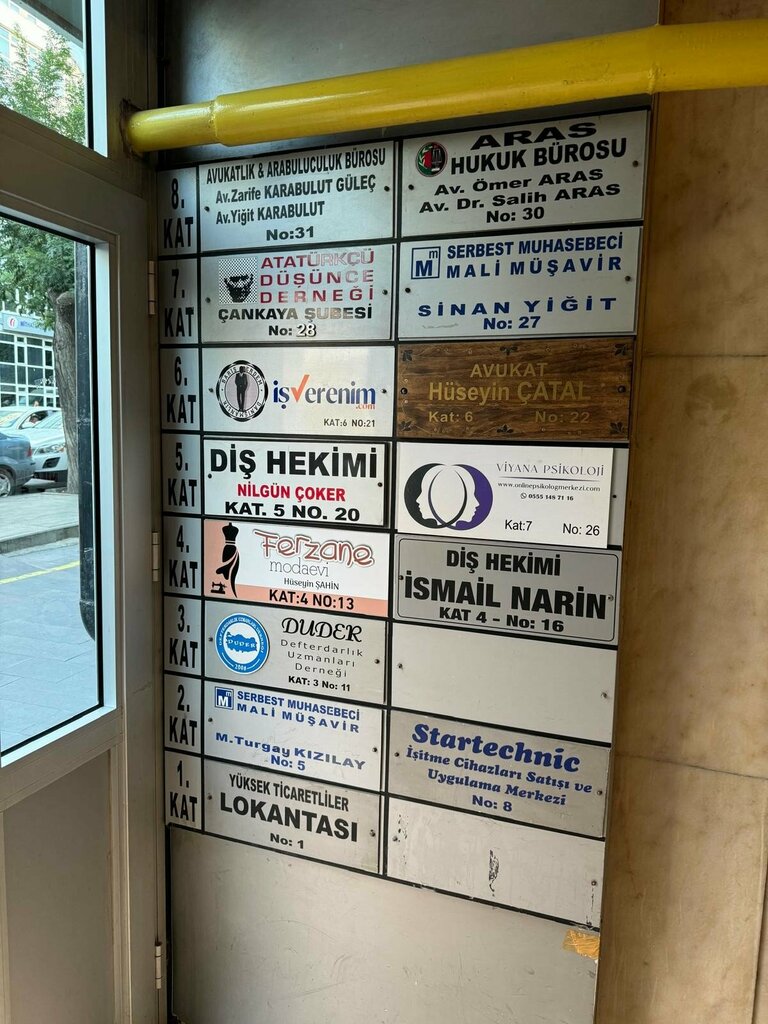 8.
KAT
AVUKATLIK & ARABULUCULUK BÜROSU
Av.Zarife KARABULUT GÜLEÇ
Av.Yiğit KARABULUT
No:31
ARAS
HUKUK BÜROSU
Av. Ömer ARAS
Av. Dr. Salih ARAS
No: 30
7.
KAT
ATATÜRKÇÜ
DÜŞÜNCE
DERNEĞİ
ÇANKAYA ŞUBESİ
No: 28
SERBEST MUHASEBECİ
MALİ MÜŞAVİR
SİNAN YİĞİT
No: 27
6.
KAT
işverenim
.com
KAT:6 NO:21
AVUKAT
Hüseyin ÇATAL
Kat: 6 No: 22
5.
KAT
DİŞ HEKİMİ
NİLGÜN ÇOKER
KAT. 5 NO. 20
VİYANA PSİKOLOJİ
www.onlinepsikologmerkezi.com
0555 148 71 16
Kat:7 No: 26
4.
KAT
Ferzane
modaevi
Hüseyin ŞAHİN
KAT:4 NO:13
DİŞ HEKİMİ
İSMAİL NARİN
KAT 4 - No: 16
3.
KAT
DUDER
2006
DUDER
Defterdarlık
Uzmanları
Derneği
KAT: 3 No: 11
2.
KAT
SERBEST MUHASEBECİ
MALİ MÜŞAVİR
M.Turgay KIZILAY
No: 5
Startechnic
İşitme Cihazları Satışı ve
Uygulama Merkezi
No: 8
1.
KAT
YÜKSEK TİCARETLİLER
LOKANTASI
No: 1